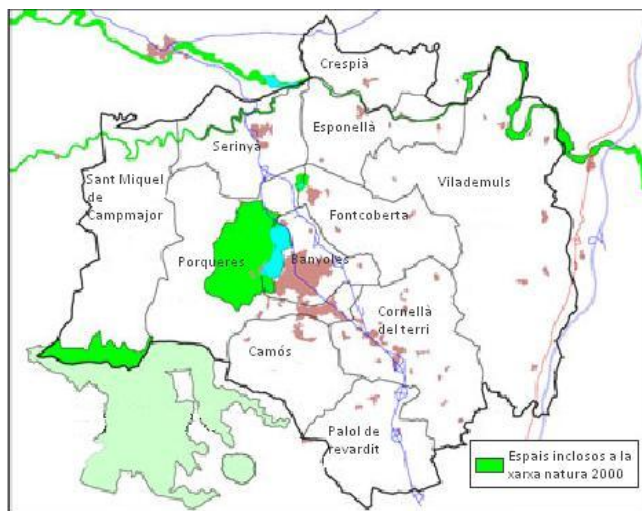 Crespià
Serinyà
Esponellà
Sant Miquel
de
Campmajor
Vilademuls
Fontcoberta
Porqueres
Banyoles
Cornellà
del terri
Camós
Palol de
revardit
Espais inclosos a la
xarxa natura 2000